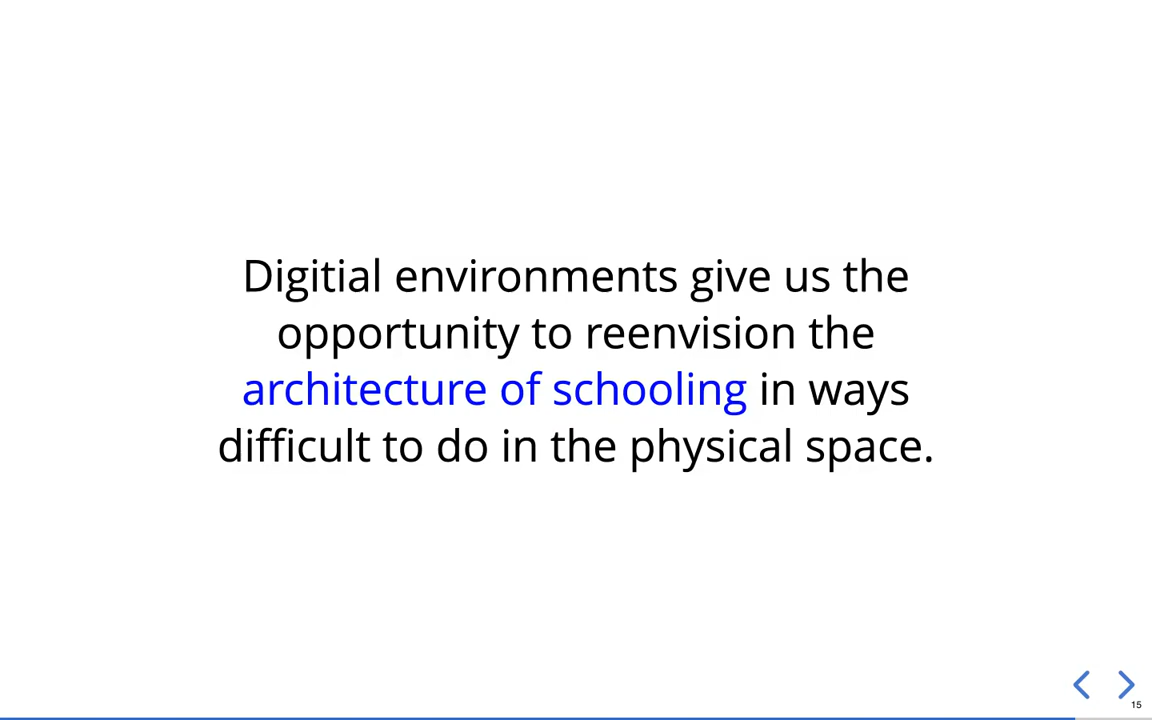 Digitial environments give us the
opportunity to reenvision the
architecture of schooling in ways
difficult to do in the physical space.
15